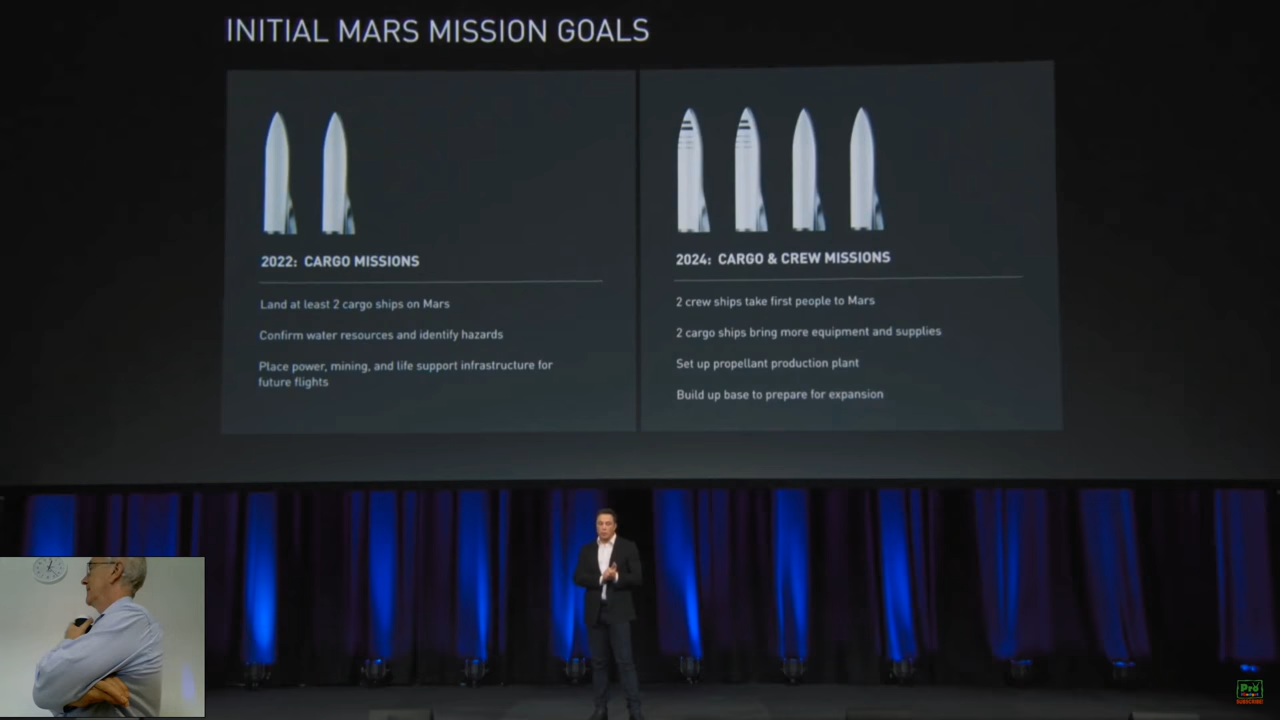 INITIAL MARS MISSION GOALS
2022: CARGO MISSIONS
Land at least 2 cargo ships on Mars
Confirm water resources and identify hazards
Place power, mining, and life support infrastructure for
future flights
2024: CARGO & CREW MISSIONS
2 crew ships take first people to Mars
2 cargo ships bring more equipment and supplies
Set up propellant production plant
Build up base to prepare for expansion
Pro
SUBSCRIBE!